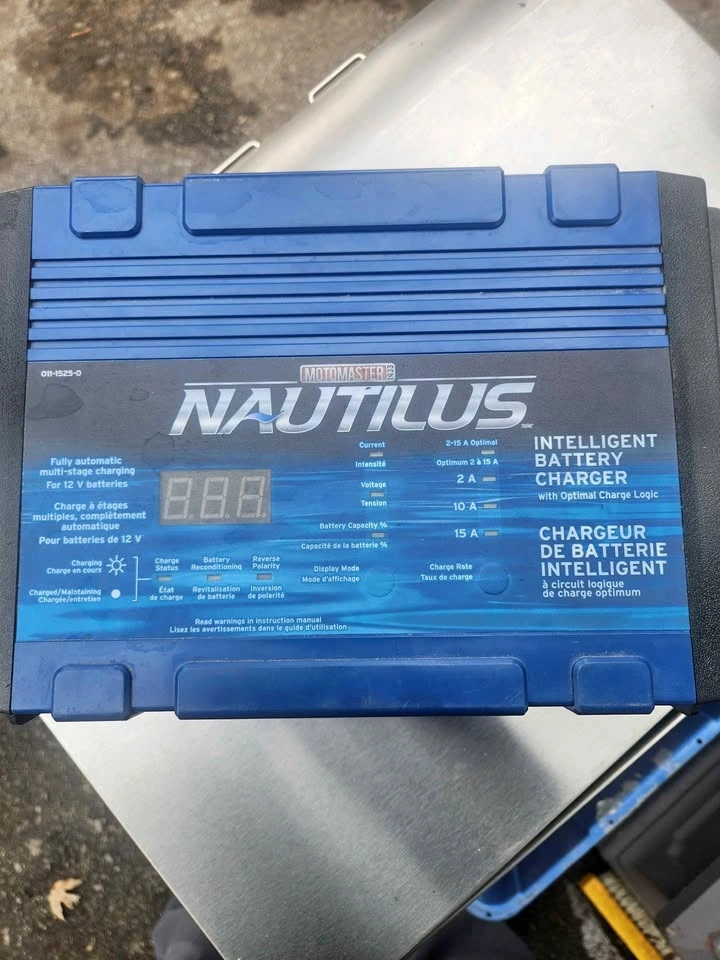 011-1525-0
MOTOMASTER
NAUTILUS
Fully automatic
multi-stage charging
For 12 V batteries
Charge à étages
multiples, complètement
automatique
Pour batteries de 12 V
8.8.8.
Current
Intensité
Voltage
Tension
Battery Capacity %
Capacité de la batterie %
2-15 A Optimal
Optimum 2 à 15 A
2 A
10 A
15 A
INTELLIGENT
BATTERY
CHARGER
with Optimal Charge Logic
CHARGEUR
DE BATTERIE
INTELLIGENT
à circuit logique
de charge optimum
Charging
Charge en cours
Charged/Maintaining
Chargée/entretien
Charge
Status
État
de charge
Battery
Reconditioning
Revitalisation
de batterie
Reverse
Polarity
Inversion
de polarité
Display Mode
Mode d'affichage
Charge Rate
Taux de charge
Read warnings in instruction manual
Lisez les avertissements dans le guide d'utilisation